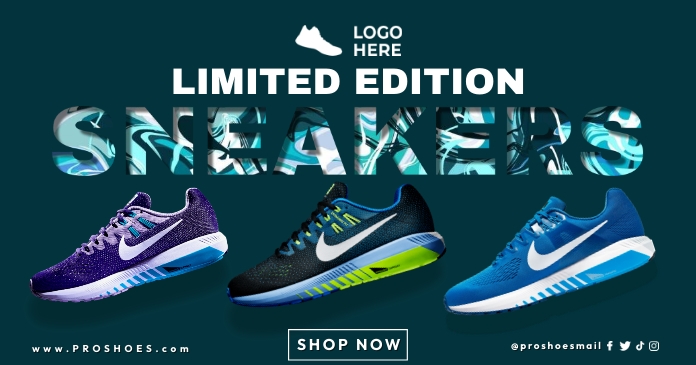 LOGO
HERE
LIMITED EDITION
SNEAKERS
www.PROSHOES.com
SHOP NOW
@proshoesmail